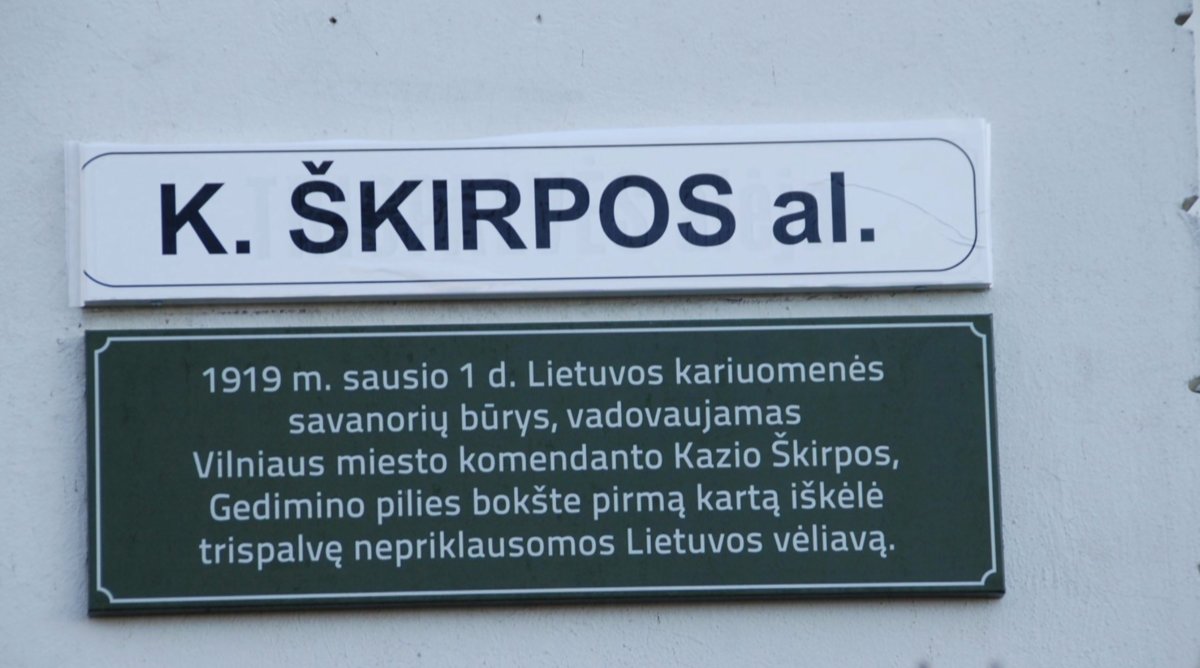 K. ŠKIRPOS al.
1919 m. sausio 1 d. Lietuvos kariuomenės
savanorių būrys, vadovaujamas
Vilniaus miesto komendanto Kazio Škirpos,
Gedimino pilies bokšte pirmą kartą iškėlė
trispalvę nepriklausomos Lietuvos vėliavą.